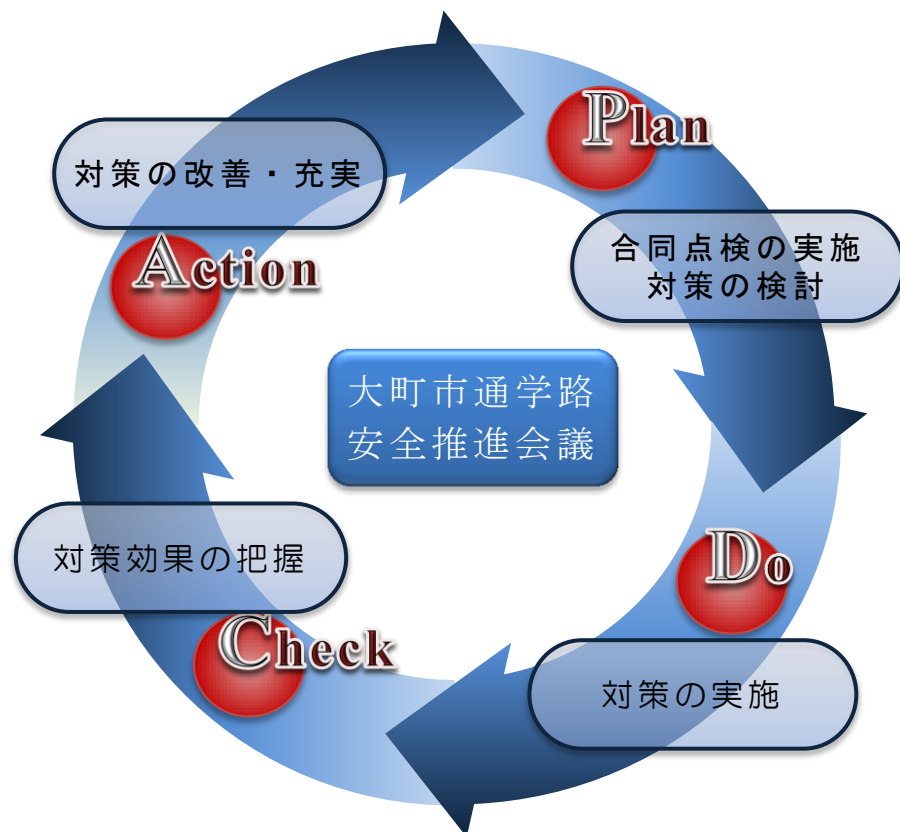 Plan
合同点検の実施
対策の検討
Do
対策の実施
Check
対策効果の把握
Action
対策の改善・充実
大町市通学路
安全推進会議